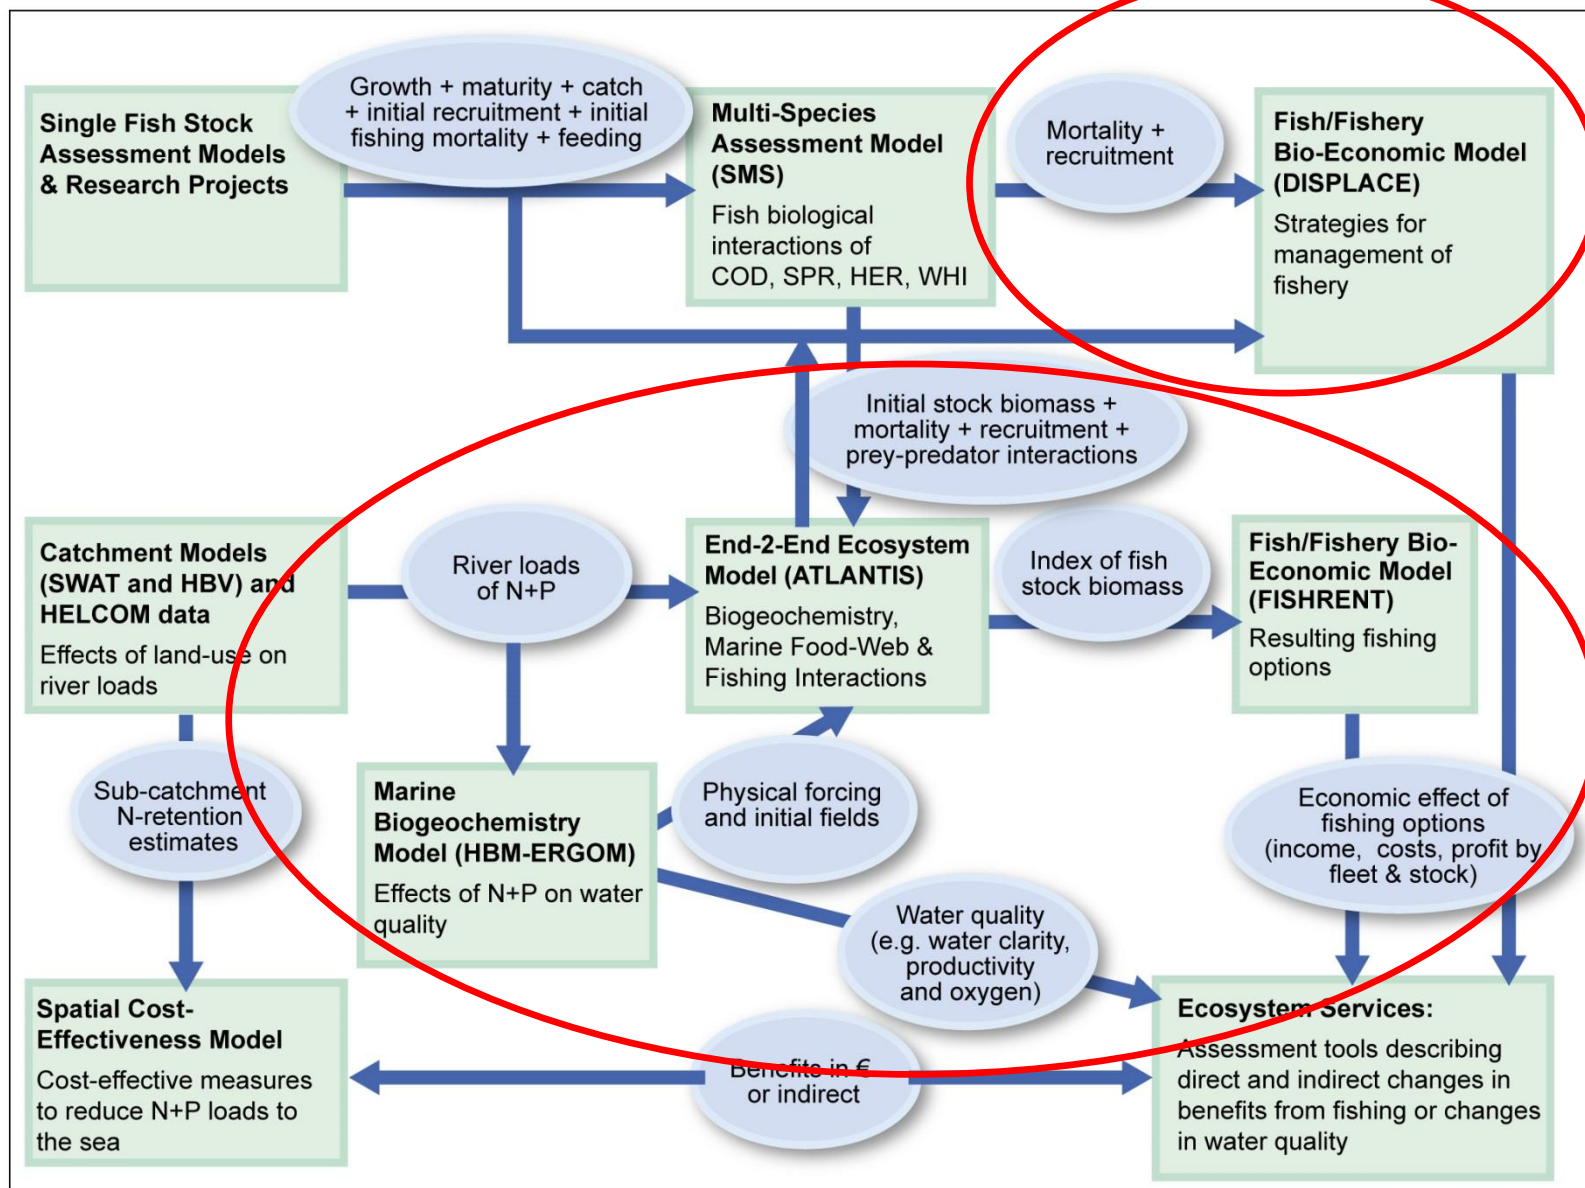 Growth + maturity + catch
+ initial recruitment + initial
fishing mortality + feeding
Single Fish Stock
Assessment Models
& Research Projects
Multi-Species
Assessment Model
(SMS)
Fish biological
interactions of
COD, SPR, HER, WHI
Mortality +
recruitment
Fish/Fishery
Bio-Economic Model
(DISPLACE)
Strategies for
management of
fishery
Initial stock biomass +
mortality + recruitment +
prey-predator interactions
Catchment Models
(SWAT and HBV) and
HELCOM data
Effects of land-use on
river loads
River loads
of N+P
End-2-End Ecosystem
Model (ATLANTIS)
Biogeochemistry,
Marine Food-Web &
Fishing Interactions
Index of fish
stock biomass
Fish/Fishery Bio-
Economic Model
(FISHRENT)
Resulting fishing
options
Sub-catchment
N-retention
estimates
Marine
Biogeochemistry
Model (HBM-ERGOM)
Effects of N+P on water
quality
Physical forcing
and initial fields
Economic effect of
fishing options
(income, costs, profit by
fleet & stock)
Water quality
(e.g. water clarity,
productivity
and oxygen)
Spatial Cost-
Effectiveness Model
Cost-effective measures
to reduce N+P loads to
the sea
Benefits in €
or indirect
Ecosystem Services:
Assessment tools describing
direct and indirect changes in
benefits from fishing or changes
in water quality